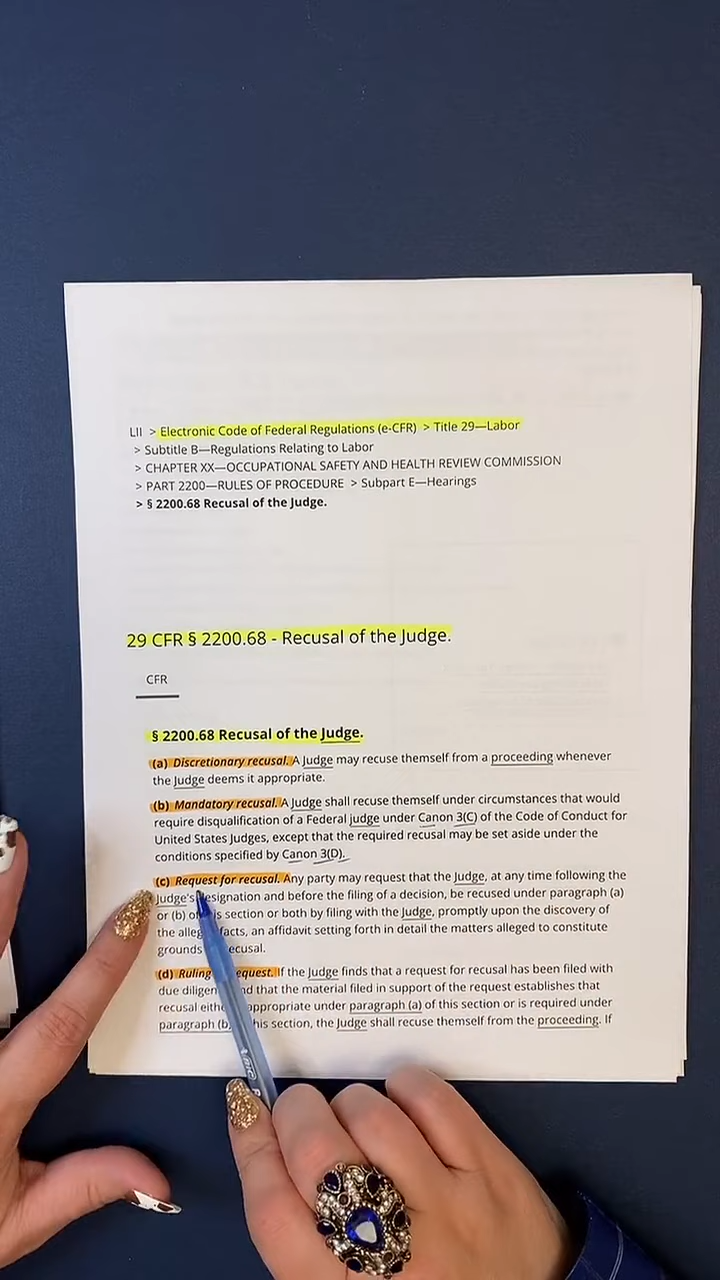 LII > Electronic Code of Federal Regulations (e-CFR) > Title 29—Labor
> Subtitle B—Regulations Relating to Labor
> CHAPTER XX—OCCUPATIONAL SAFETY AND HEALTH REVIEW COMMISSION
> PART 2200—RULES OF PROCEDURE > Subpart E—Hearings
> § 2200.68 Recusal of the Judge.
29 CFR § 2200.68 - Recusal of the Judge.
CFR
§ 2200.68 Recusal of the Judge.
(a) Discretionary recusal. A Judge may recuse themself from a proceeding whenever
the Judge deems it appropriate.
(b) Mandatory recusal. A Judge shall recuse themself under circumstances that would
require disqualification of a Federal judge under Canon 3(C) of the Code of Conduct for
United States Judges, except that the required recusal may be set aside under the
conditions specified by Canon 3(D).
(c) Request for recusal. Any party may request that the Judge, at any time following the
Judge's designation and before the filing of a decision, be recused under paragraph (a)
or (b) of section or both by filing with the Judge, promptly upon the discovery of
the facts, an affidavit setting forth in detail the matters alleged to constitute
grounds recusal.
(d) Ruling request. If the Judge finds that a request for recusal has been filed with
due that the material filed in support of the request establishes that
recusal appropriate under paragraph (a) of this section or is required under
paragraph (b) this section, the Judge shall recuse themself from the proceeding. If